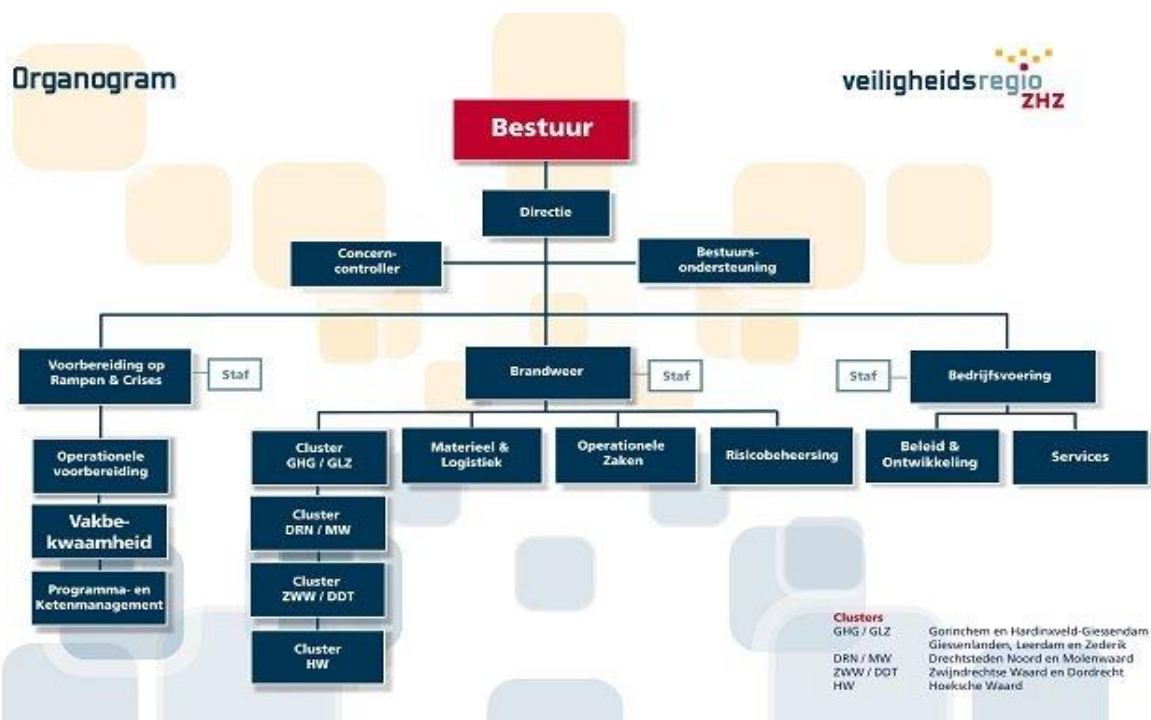 Organogram
veiligheidsregio
ZHZ
Bestuur
Directie
Concern-
controller
Bestuurs-
ondersteuning
Voorbereiding op
Rampen & Crises
Staf
Brandweer
Staf
Staf
Bedrijfsvoering
Operationele
voorbereiding
Vakbe-
kwaamheid
Programma- en
Ketenmanagement
Cluster
GHG / GLZ
Cluster
DRN / MW
Cluster
ZWW / DDT
Cluster
HW
Materieel &
Logistiek
Operationele
Zaken
Risicobeheersing
Beleid &
Ontwikkeling
Services
Clusters
GHG / GLZ Gorinchem en Hardinxveld-Giessendam
Giessenlanden, Leerdam en Zederik
DRN / MW Drechtsteden Noord en Molenwaard
ZWW / DDT Zwijndrechtse Waard en Dordrecht
HW Hoeksche Waard